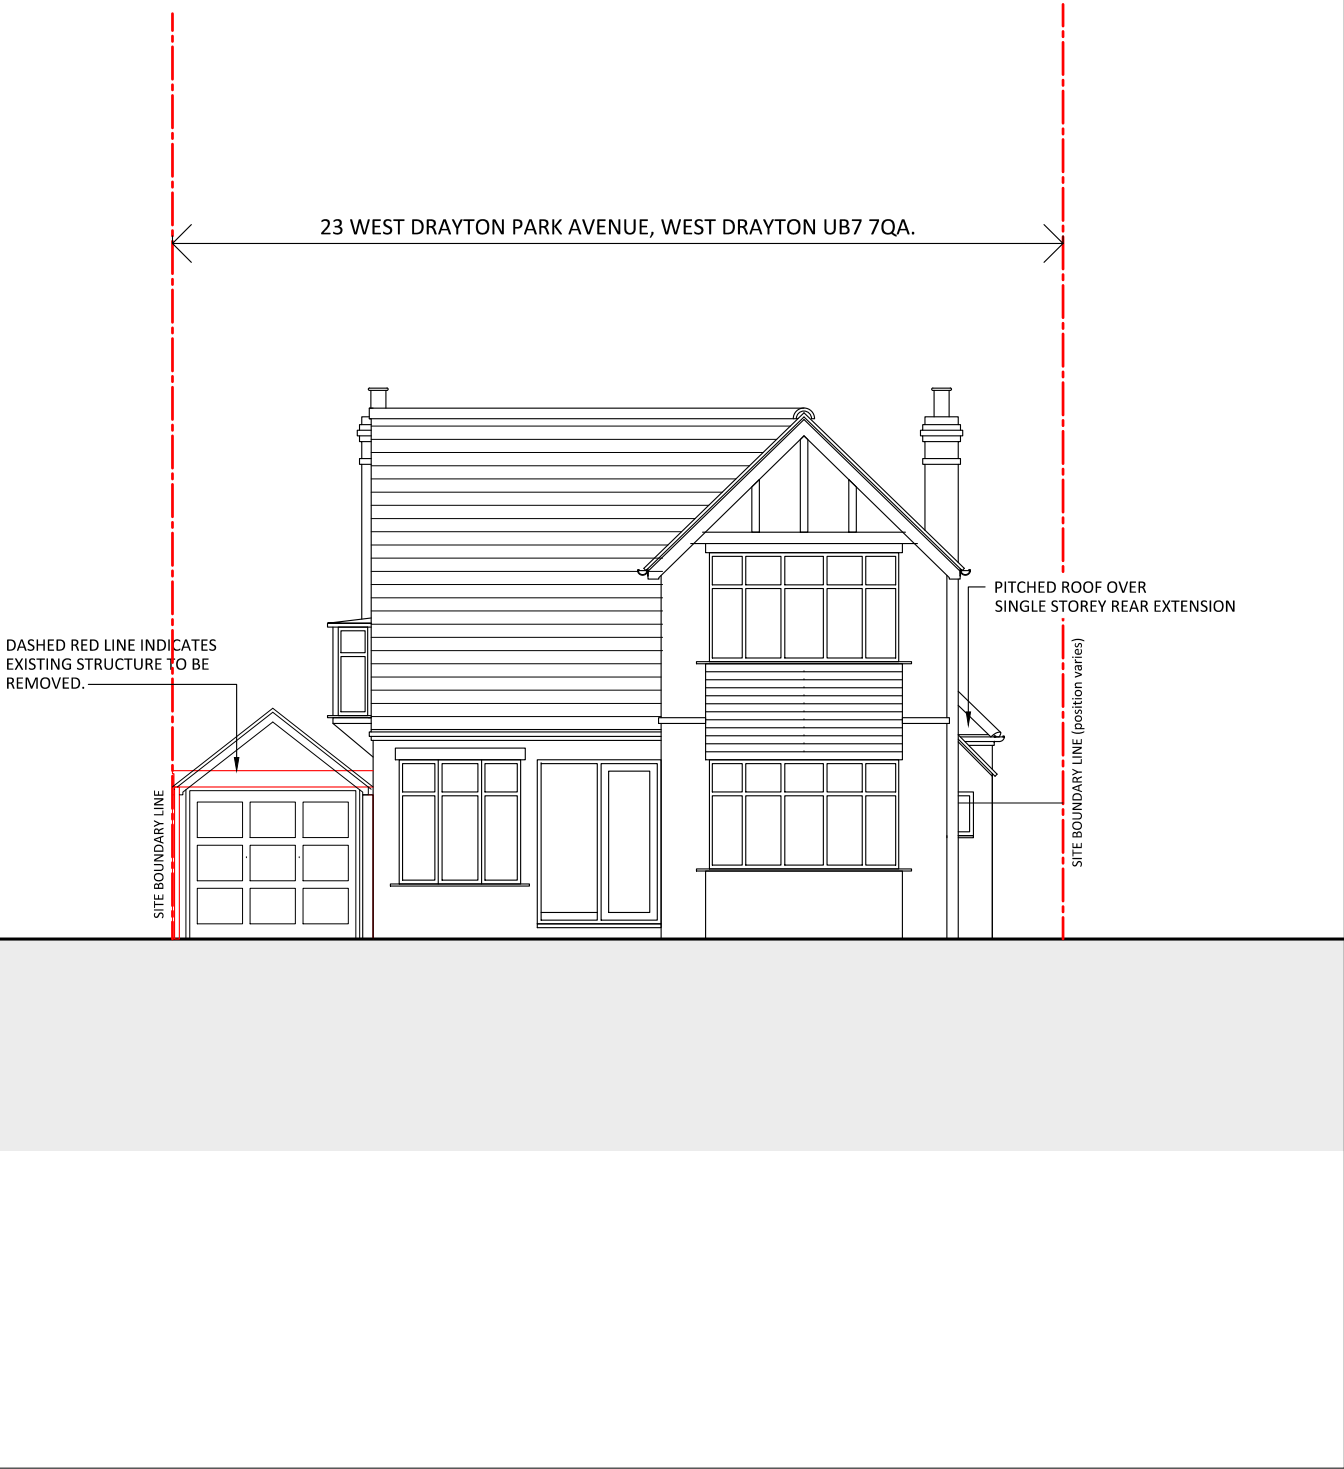 23 WEST DRAYTON PARK AVENUE, WEST DRAYTON UB7 7QA.
PITCHED ROOF OVER
SINGLE STOREY REAR EXTENSION
DASHED RED LINE INDICATES
EXISTING STRUCTURE TO BE
REMOVED.
SITE BOUNDARY LINE
SITE BOUNDARY LINE (position varies)